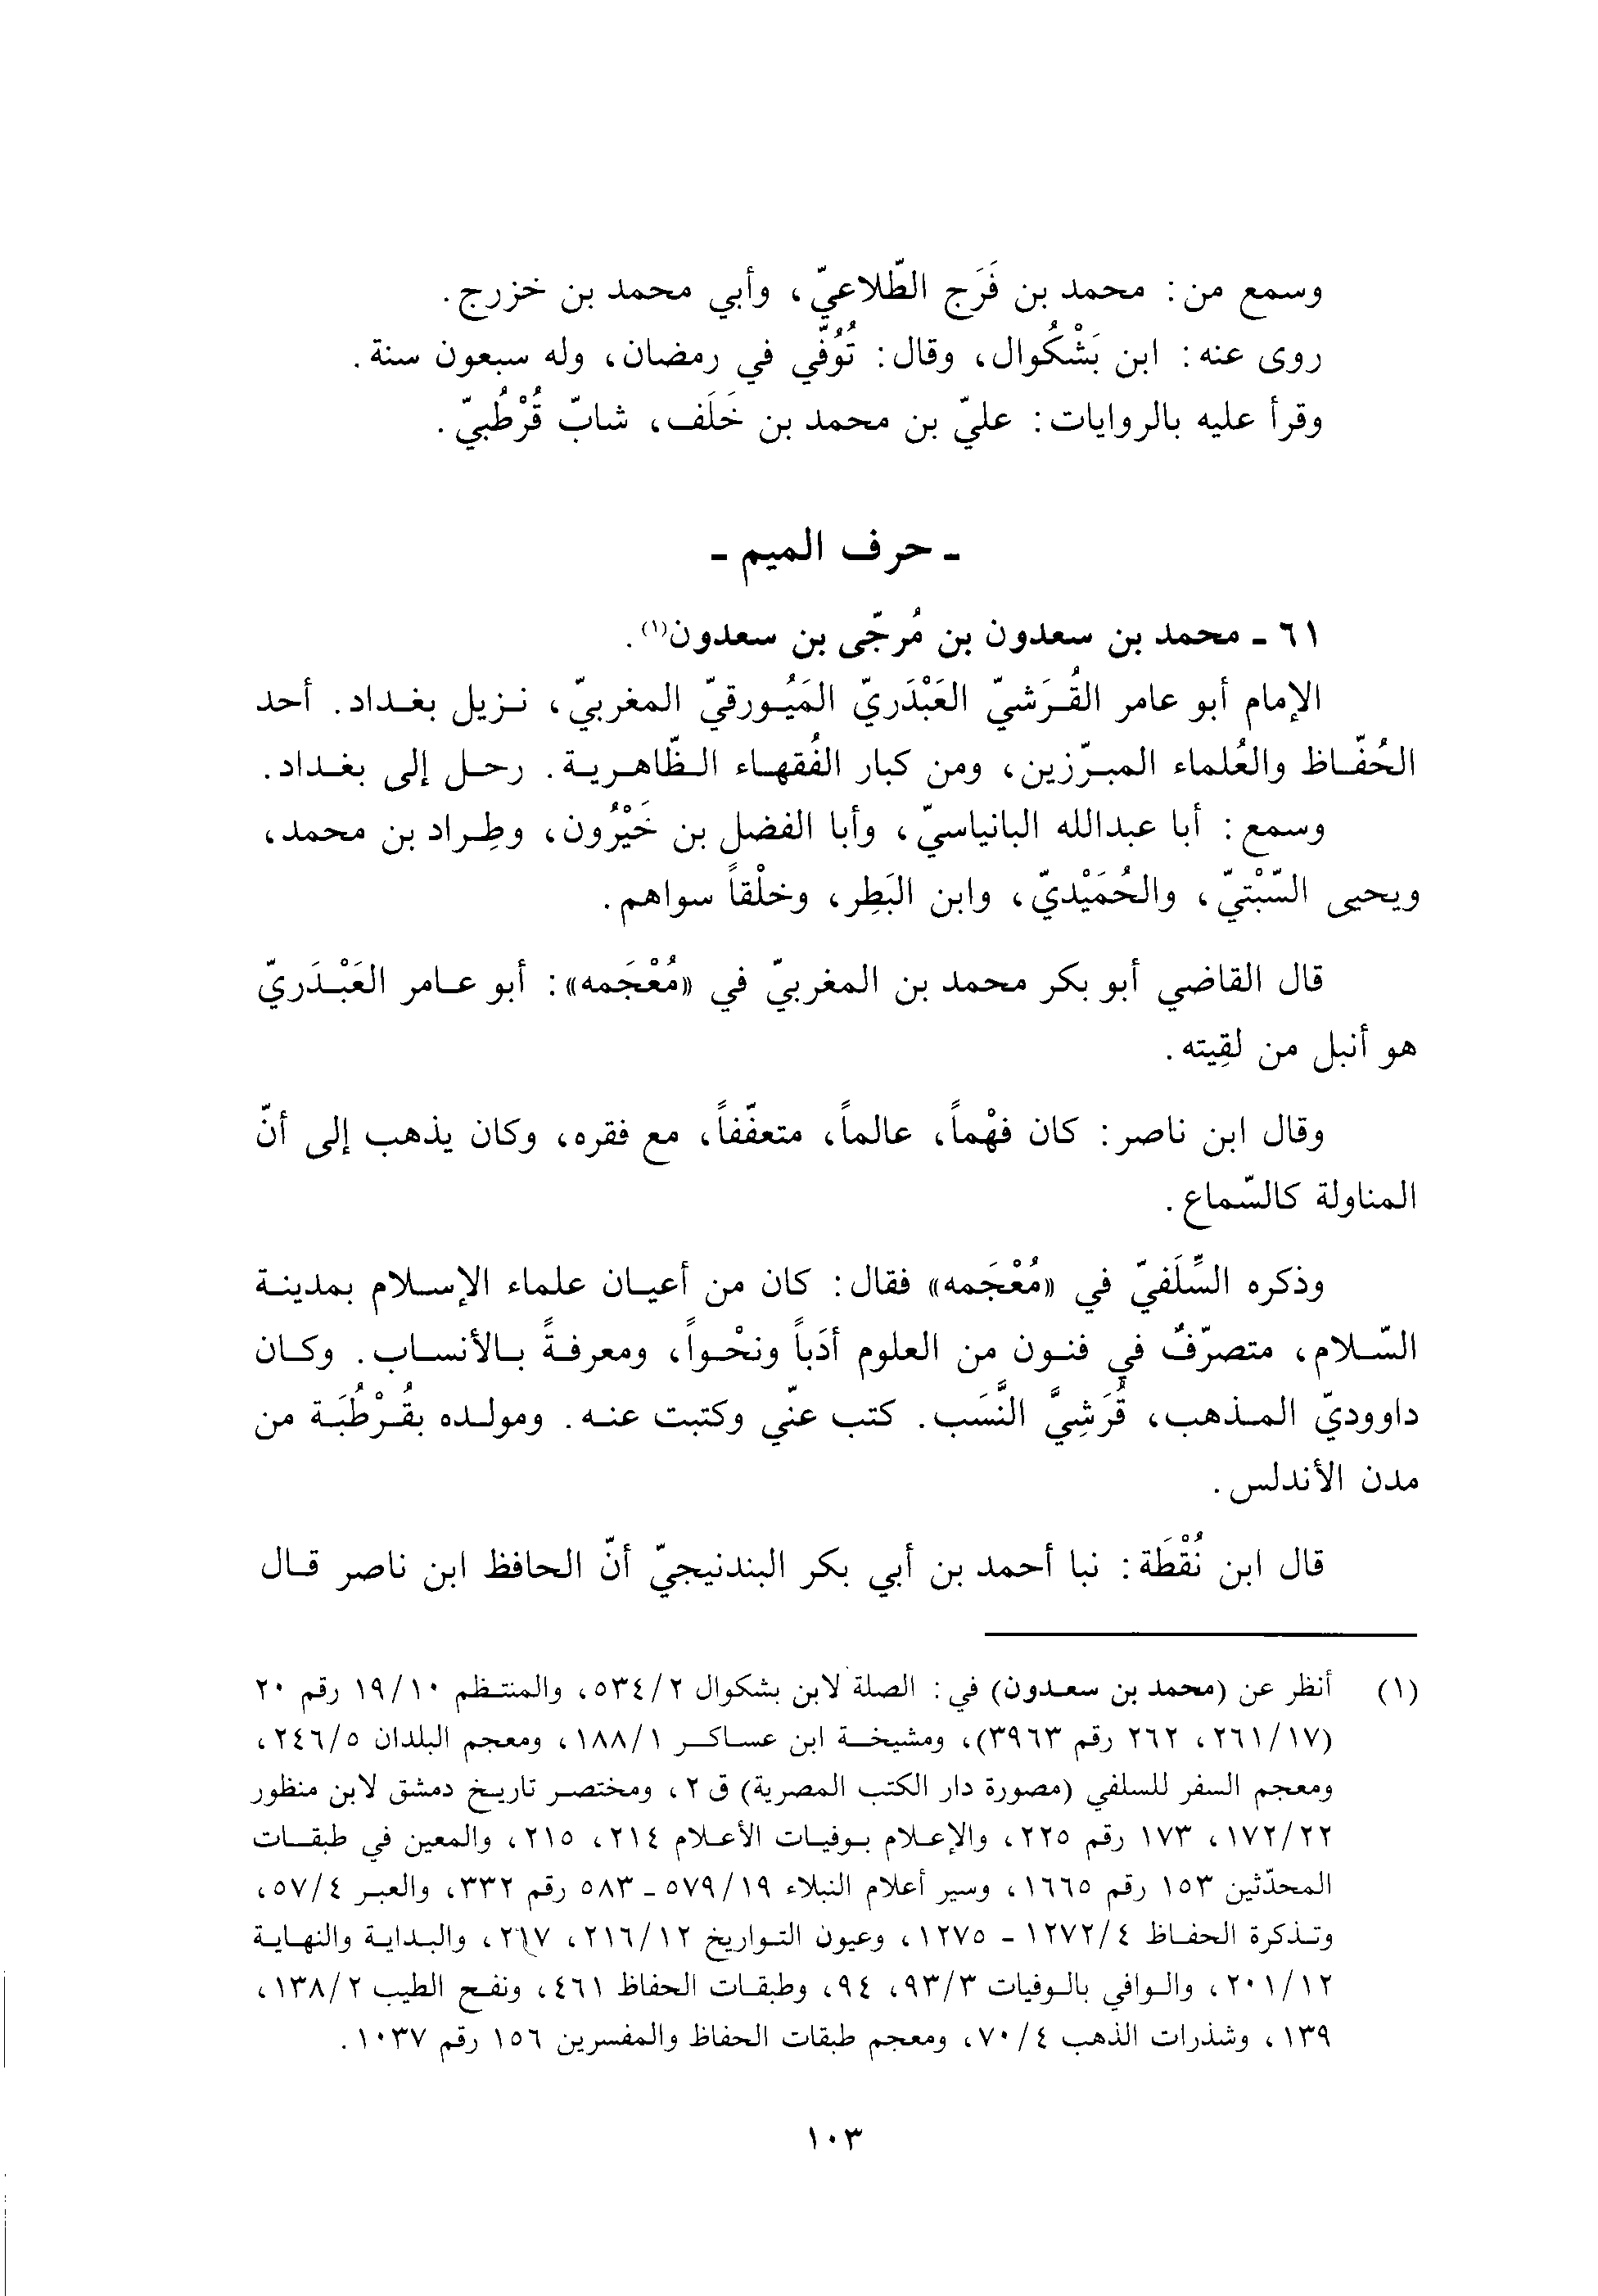 وسمع من: محمد بن فَرَج الطّلاعيّ، وأبي محمد بن خزرج.
روى عنه: ابن بَشْكُوال، وقال: تُوُفّي في رمضان، وله سبعون سنة.
وقرأ عليه بالروايات: عليّ بن محمد بن خَلَف، شابّ قُرْطُبيّ.
- حرف الميم -
٦١ - محمد بن سعدون بن مُرجّى بن سعدون(١).
الإمام أبو عامر القُرَشيّ العَبْدَريّ المَيُورقيّ المغربيّ، نزيل بغداد. أحد
الحُفّاظ والعُلماء المبرّزين، ومن كبار الفُقهاء الظّاهرية. رحل إلى بغداد.
وسمع: أبا عبدالله البانياسيّ، وأبا الفضل بن خَيْرُون، وطِراد بن محمد،
ويحيى السّبْتيّ، والحُمَيْديّ، وابن البَطِر، وخلْقاً سواهم.
قال القاضي أبو بكر محمد بن المغربيّ في «مُعْجَمه»: أبو عامر العَبْدَريّ
هو أنبل من لقِيته.
وقال ابن ناصر: كان فهْماً، عالماً، متعفّفاً، مع فقره، وكان يذهب إلى أنّ
المناولة كالسّماع.
وذكره السِّلَفيّ في «مُعْجَمه» فقال: كان من أعيان علماء الإسلام بمدينة
السّلام، متصرّفٌ في فنون من العلوم أدَباً ونحْواً، ومعرفةً بالأنساب. وكان
داووديّ المذهب، قُرَشِيَّ النَّسَب. كتب عنّي وكتبت عنه. ومولده بقُرْطُبَة من
مدن الأندلس.
قال ابن نُقْطَة: نبا أحمد بن أبي بكر البندنيجيّ أنّ الحافظ ابن ناصر قال
(١) أنظر عن (محمد بن سعدون) في: الصلة لابن بشكوال ٥٣٤/٢، والمنتظم ١٩/١٠ رقم ٢٠
(٢٦١/١٧، ٢٦٢ رقم ٣٩٦٣)، ومشيخة ابن عساكر ١٨٨/١، ومعجم البلدان ٢٤٦/٥،
ومعجم السفر للسلفي (مصورة دار الكتب المصرية) ق ٢، ومختصر تاريخ دمشق لابن منظور
١٧٢/٢٢، ١٧٣ رقم ٢٢٥، والإعلام بوفيات الأعلام ٢١٤، ٢١٥، والمعين في طبقات
المحدّثين ١٥٣ رقم ١٦٦٥، وسير أعلام النبلاء ٥٧٩/١٩ - ٥٨٣ رقم ٣٣٢، والعبر ٥٧/٤،
وتذكرة الحفاظ ١٢٧٢/٤ - ١٢٧٥، وعيون التواريخ ٢١٦/١٢، ٢١٧، والبداية والنهاية
٢٠١/١٢، والوافي بالوفيات ٩٣/٣، ٩٤، وطبقات الحفاظ ٤٦١، ونفح الطيب ١٣٨/٢،
١٣٩، وشذرات الذهب ٧٠/٤، ومعجم طبقات الحفاظ والمفسرين ١٥٦ رقم ١٠٣٧.
١٠٣